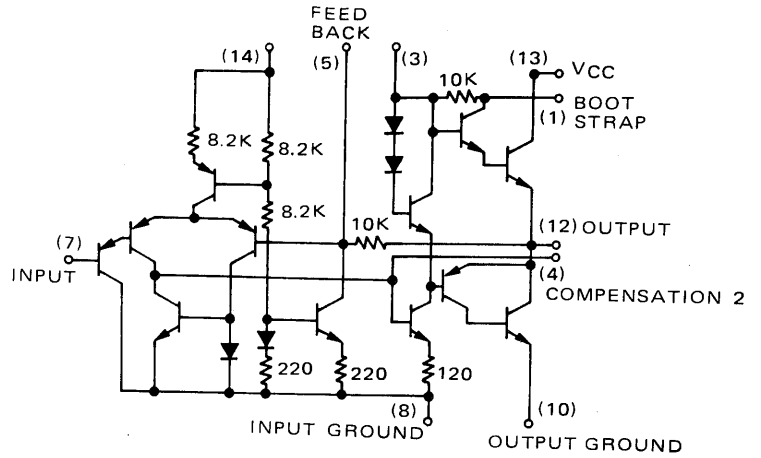 FEED
BACK
(14)
(5)
(3)
(13)
VCC
10K
BOOT
STRAP
(1)
8.2K
8.2K
8.2K
10K
(12) OUTPUT
(7)
INPUT
(4)
COMPENSATION 2
220
220
120
(8)
(10)
INPUT GROUND
OUTPUT GROUND